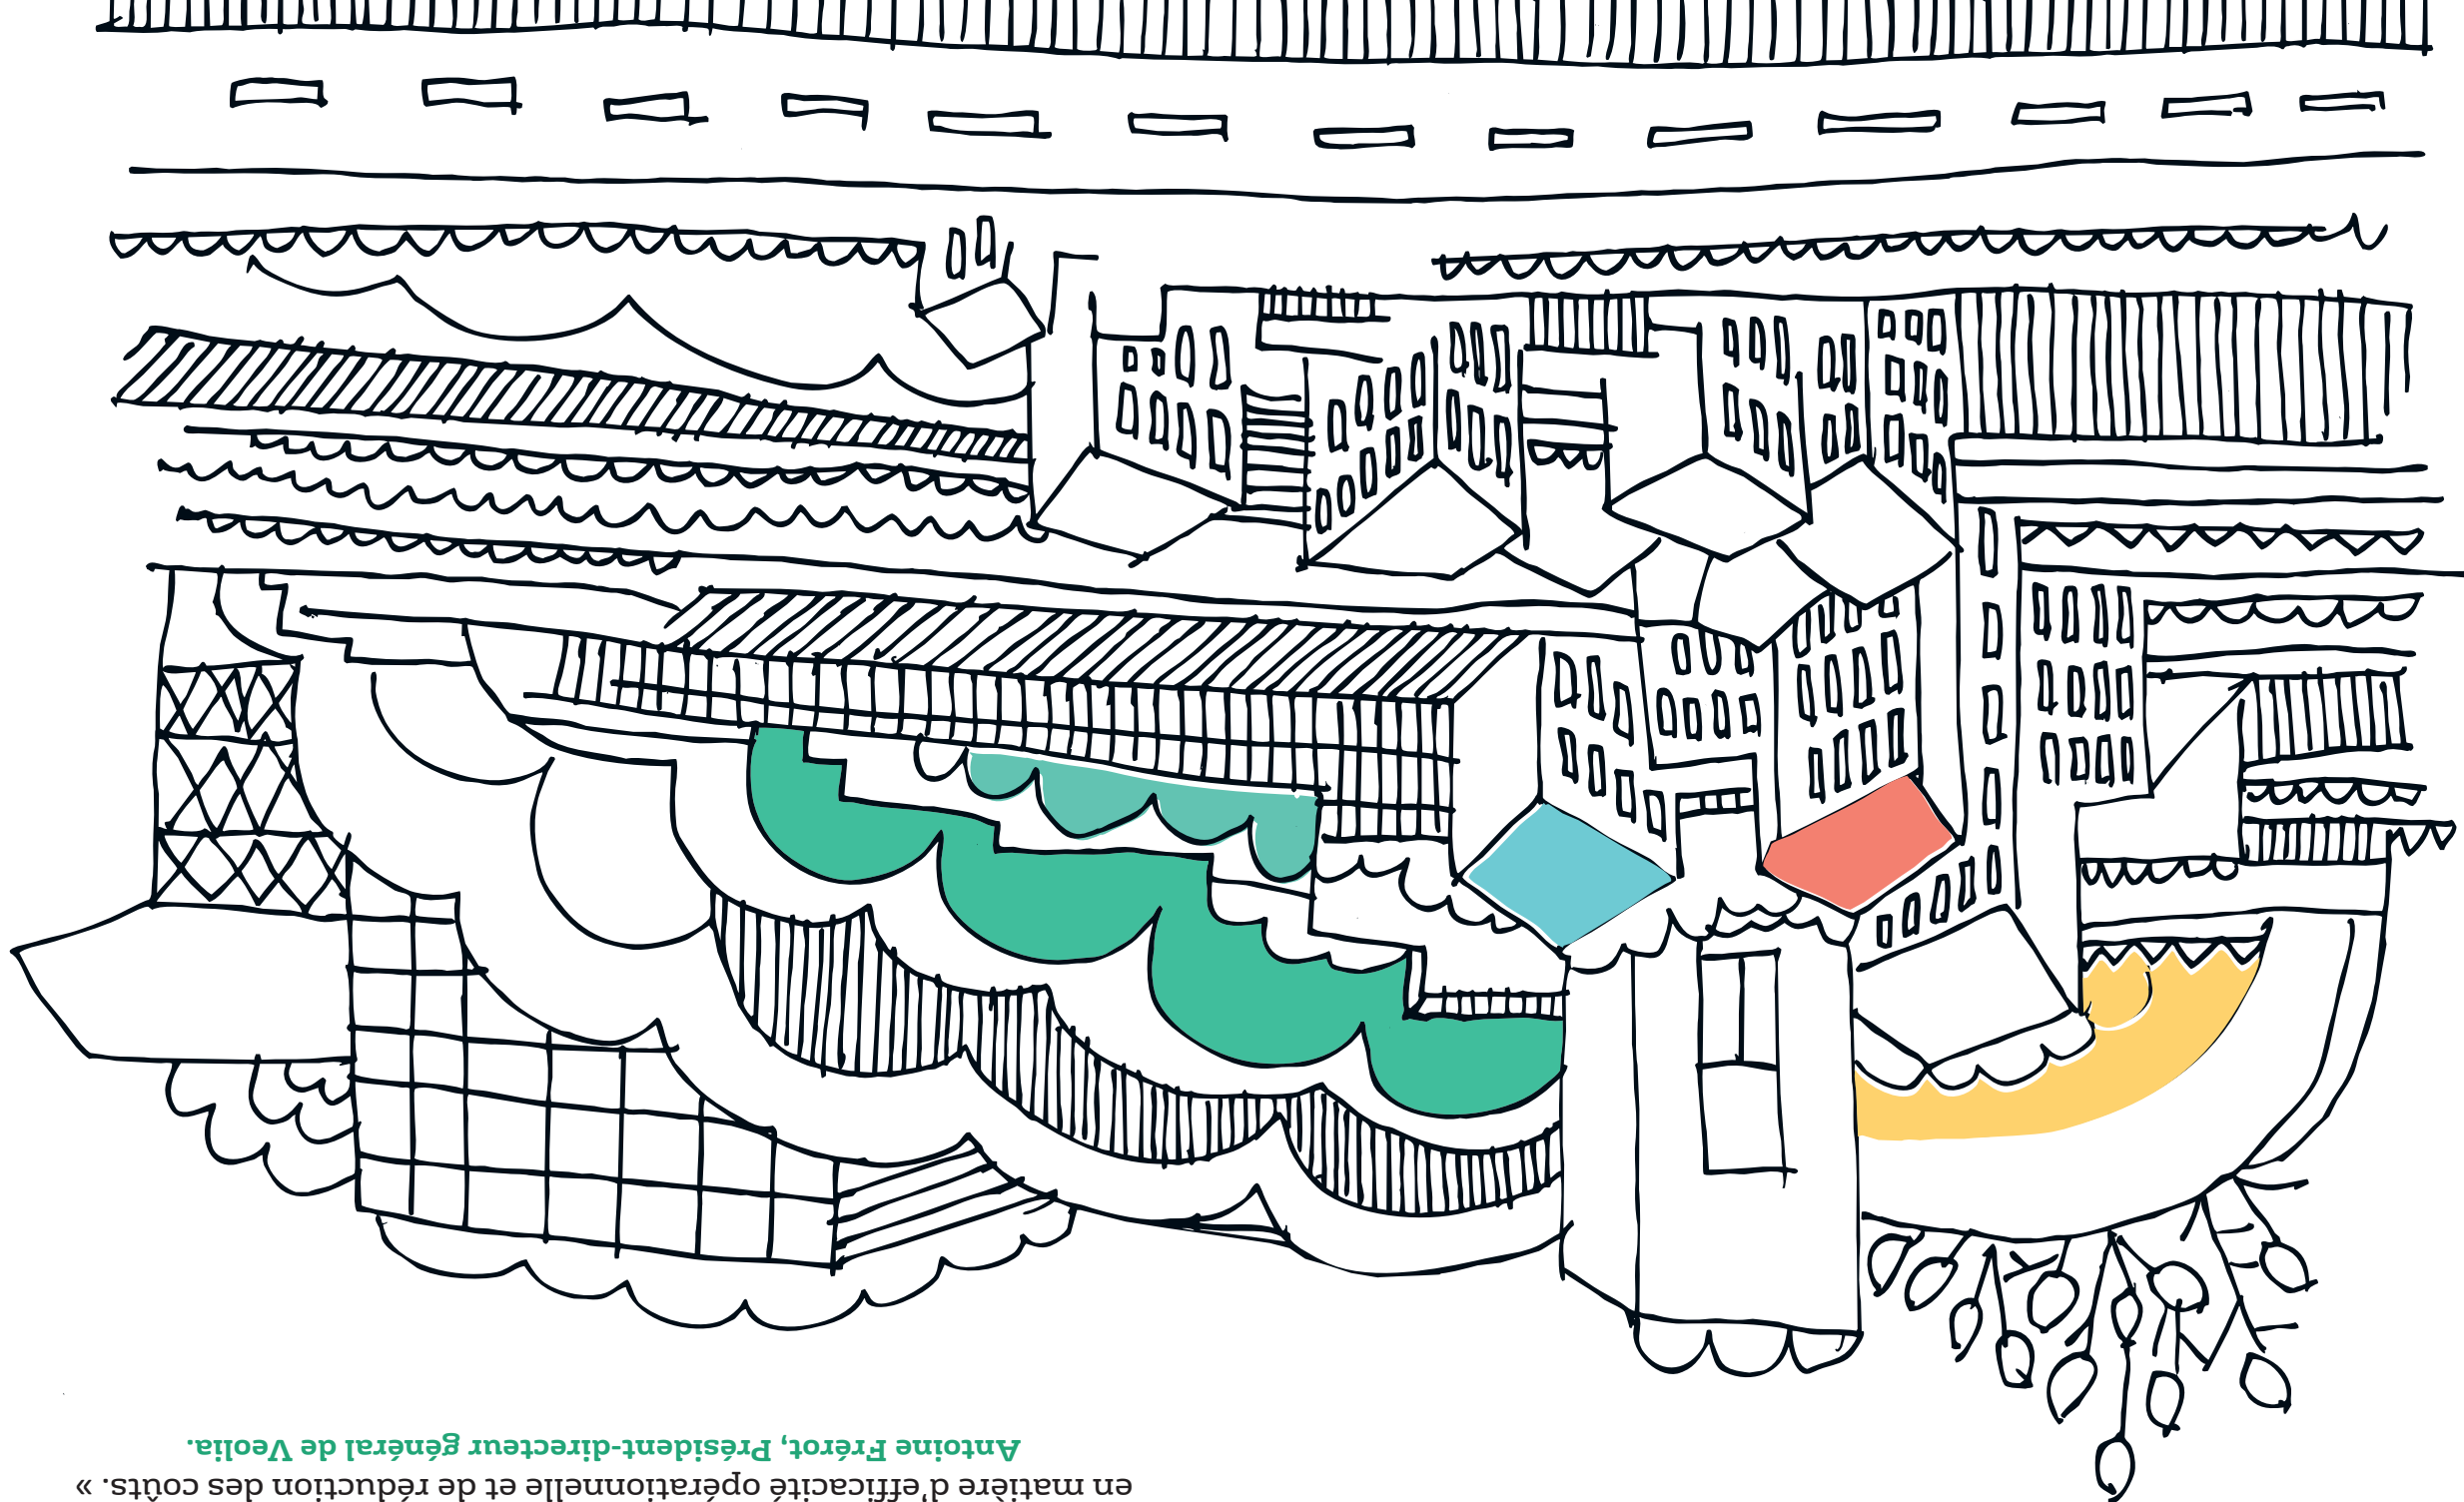 en matière d’efficacité opérationnelle et de réduction des coûts. »
Antoine Frérot, Président-directeur général de Veolia.